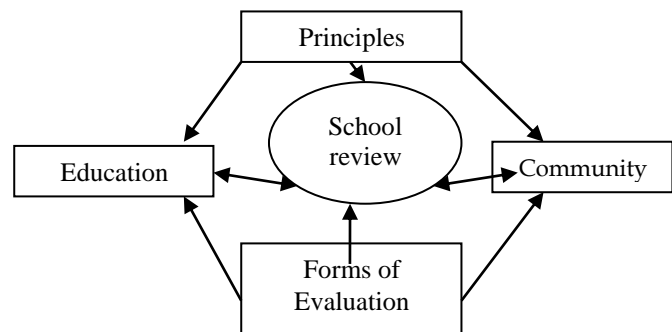 Principles
School
review
Education
Community
Forms of
Evaluation